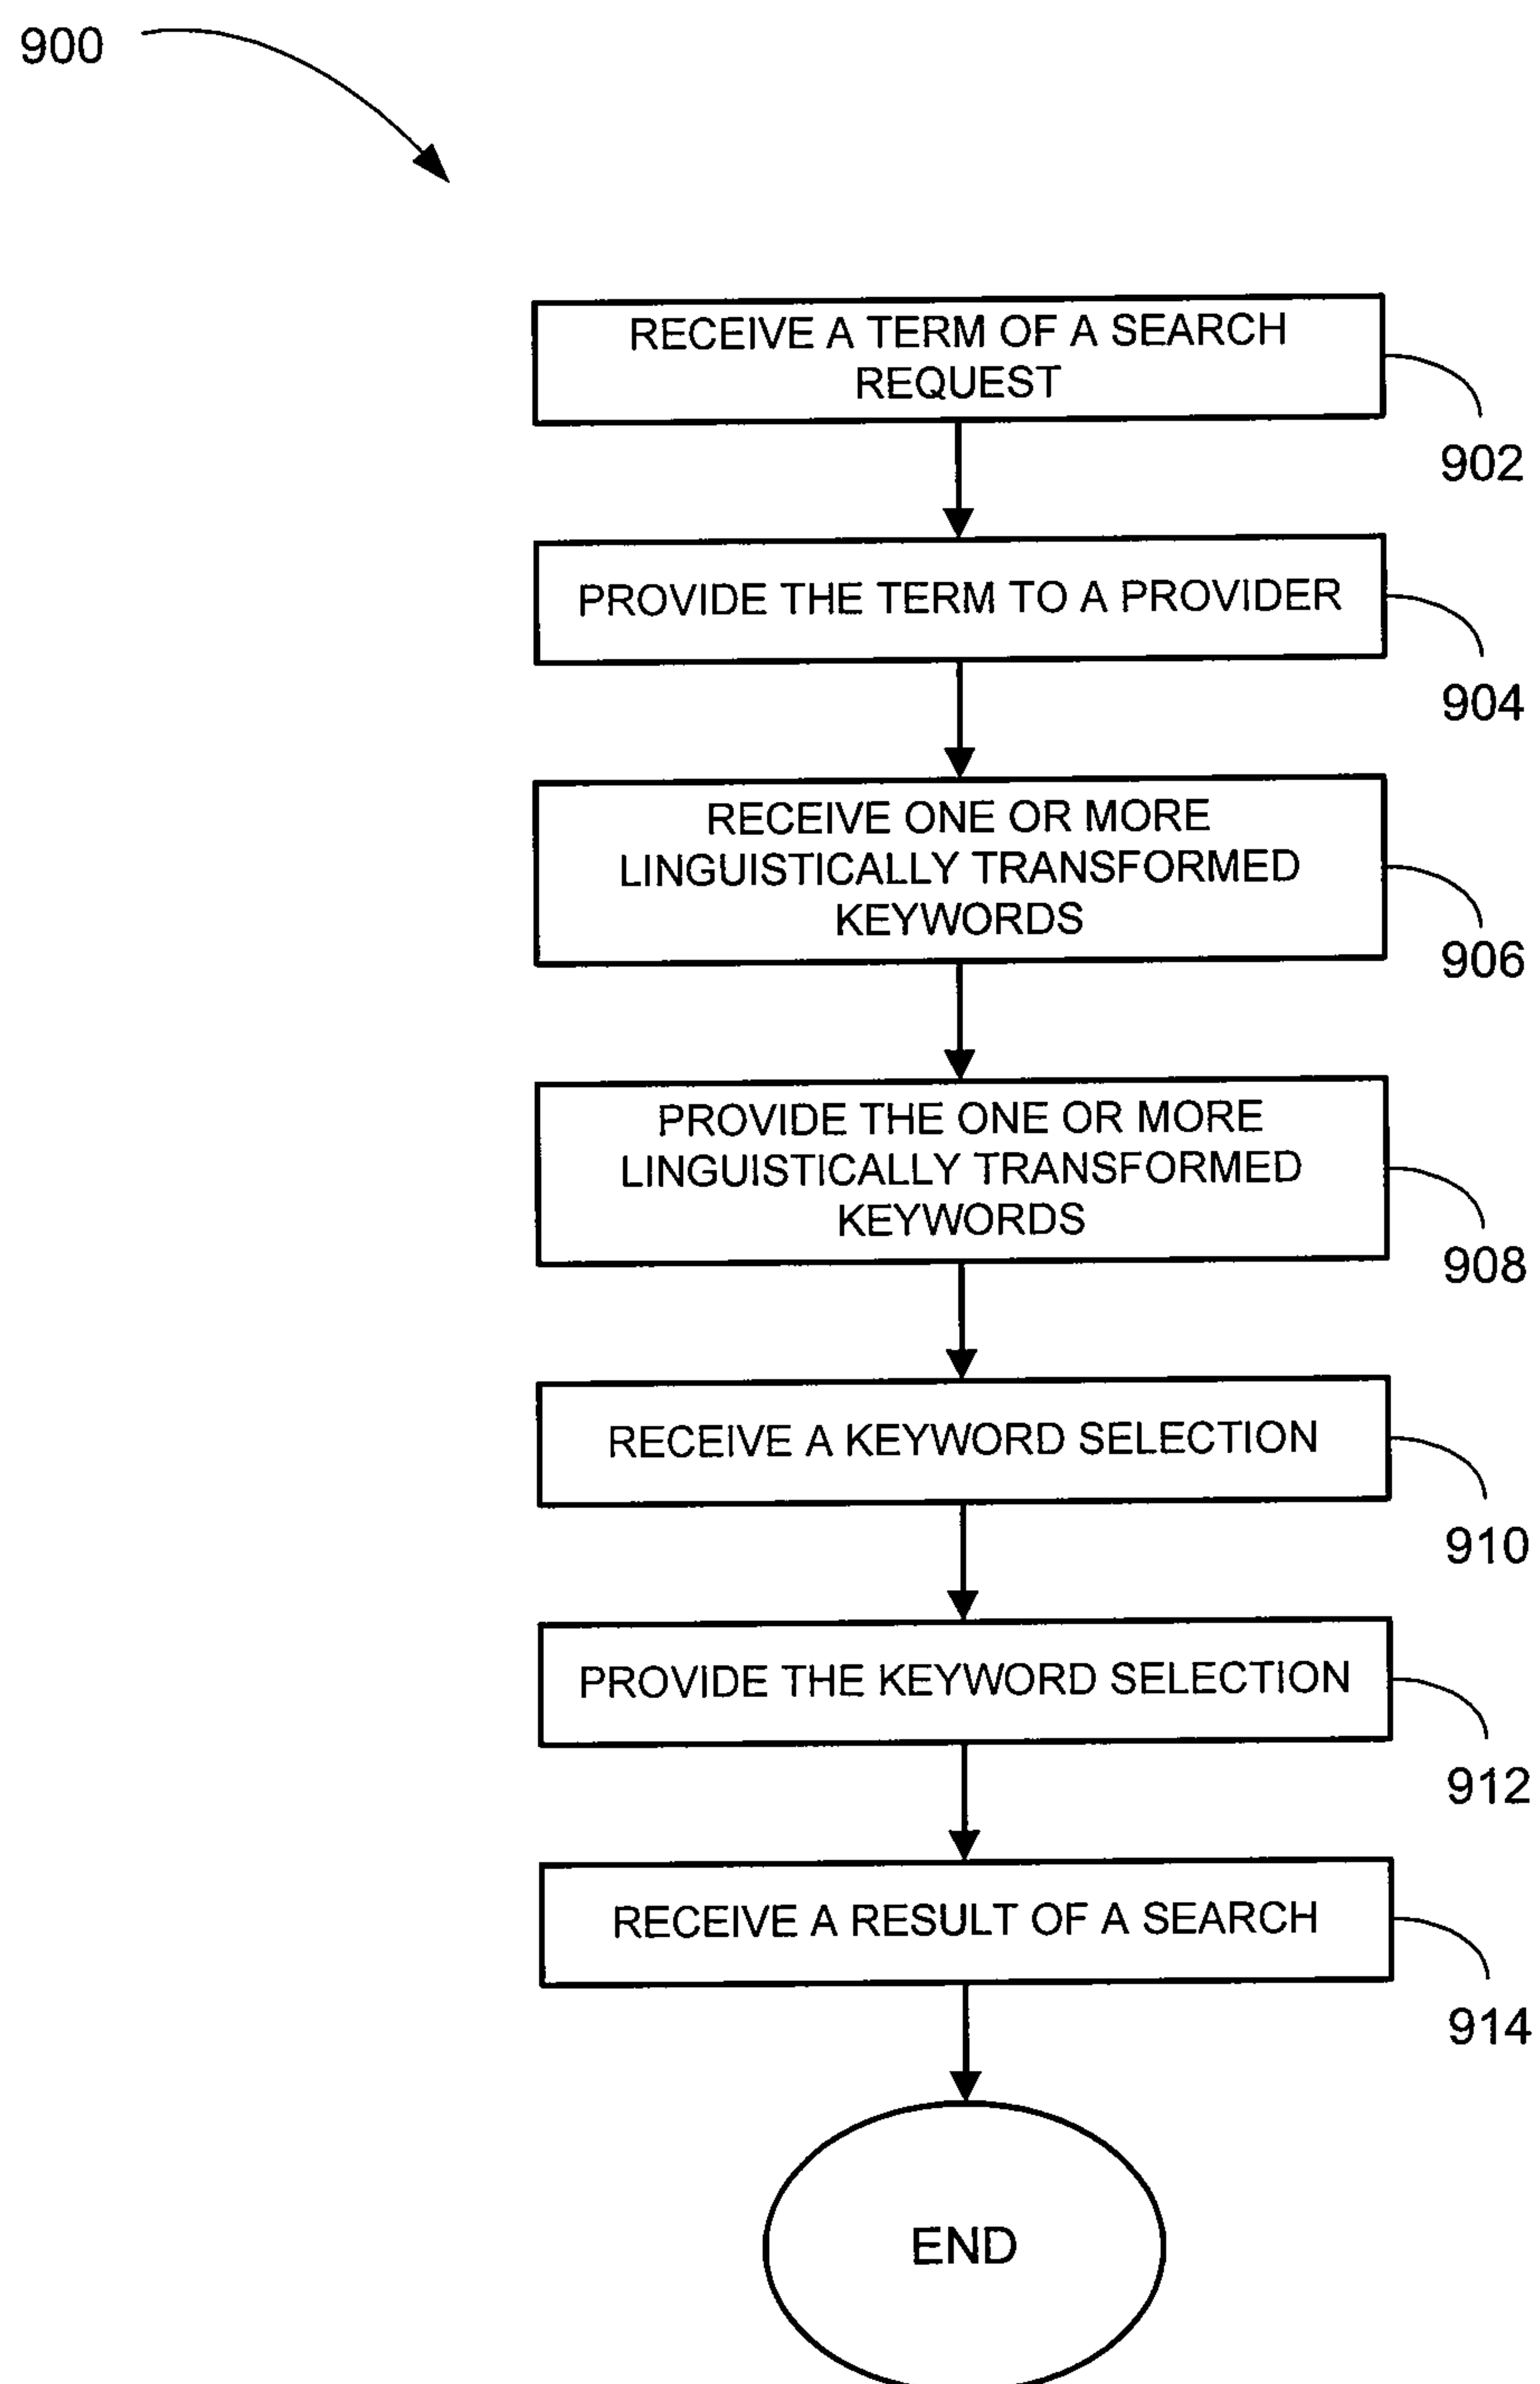 900
RECEIVE A TERM OF A SEARCH
REQUEST
902
PROVIDE THE TERM TO A PROVIDER
904
RECEIVE ONE OR MORE
LINGUISTICALLY TRANSFORMED
KEYWORDS
906
PROVIDE THE ONE OR MORE
LINGUISTICALLY TRANSFORMED
KEYWORDS
908
RECEIVE A KEYWORD SELECTION
910
PROVIDE THE KEYWORD SELECTION
912
RECEIVE A RESULT OF A SEARCH
914
END